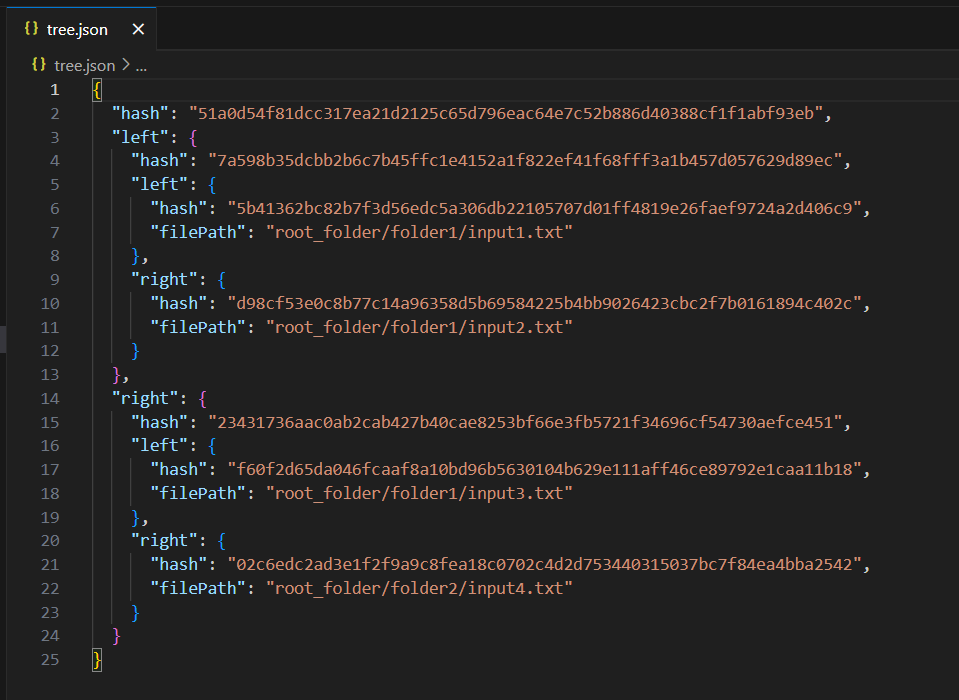 {} tree.json ×
{} tree.json > ...
1 {
2 "hash": "51a0d54f81dcc317ea21d2125c65d796eac64e7c52b886d40388cf1f1abf93eb",
3 "left": {
4 "hash": "7a598b35dcbb2b6c7b45ffc1e4152a1f822ef41f68fff3a1b457d057629d89ec",
5 "left": {
6 "hash": "5b41362bc82b7f3d56edc5a306db22105707d01ff4819e26faef9724a2d406c9",
7 "filePath": "root_folder/folder1/input1.txt"
8 },
9 "right": {
10 "hash": "d98cf53e0c8b77c14a96358d5b69584225b4bb9026423cbc2f7b0161894c402c",
11 "filePath": "root_folder/folder1/input2.txt"
12 }
13 },
14 "right": {
15 "hash": "23431736aac0ab2cab427b40cae8253bf66e3fb5721f34696cf54730aefce451",
16 "left": {
17 "hash": "f60f2d65da046fcaaf8a10bd96b5630104b629e111aff46ce89792e1caa11b18",
18 "filePath": "root_folder/folder1/input3.txt"
19 },
20 "right": {
21 "hash": "02c6edc2ad3e1f2f9a9c8fea18c0702c4d2d753440315037bc7f84ea4bba2542",
22 "filePath": "root_folder/folder2/input4.txt"
23 }
24 }
25 }